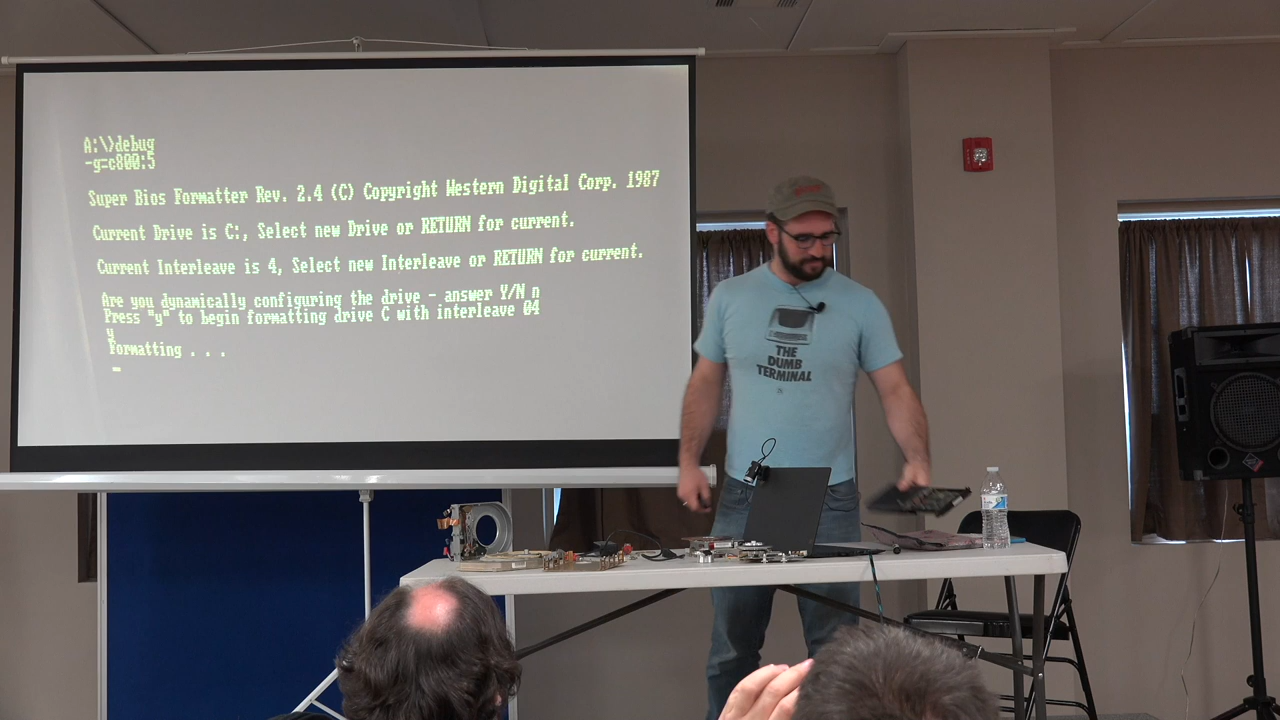 A:\>debug
-g=c800:5
Super Bios Formatter Rev. 2.4 (C) Copyright Western Digital Corp. 1987
Current Drive is C:, Select new Drive or RETURN for current.
Current Interleave is 4, Select new Interleave or RETURN for current.
Are you dynamically configuring the drive - answer Y/N n
Press "y" to begin formatting drive C with interleave 04
y
Formatting . . .
THE
DUMB
TERMINAL